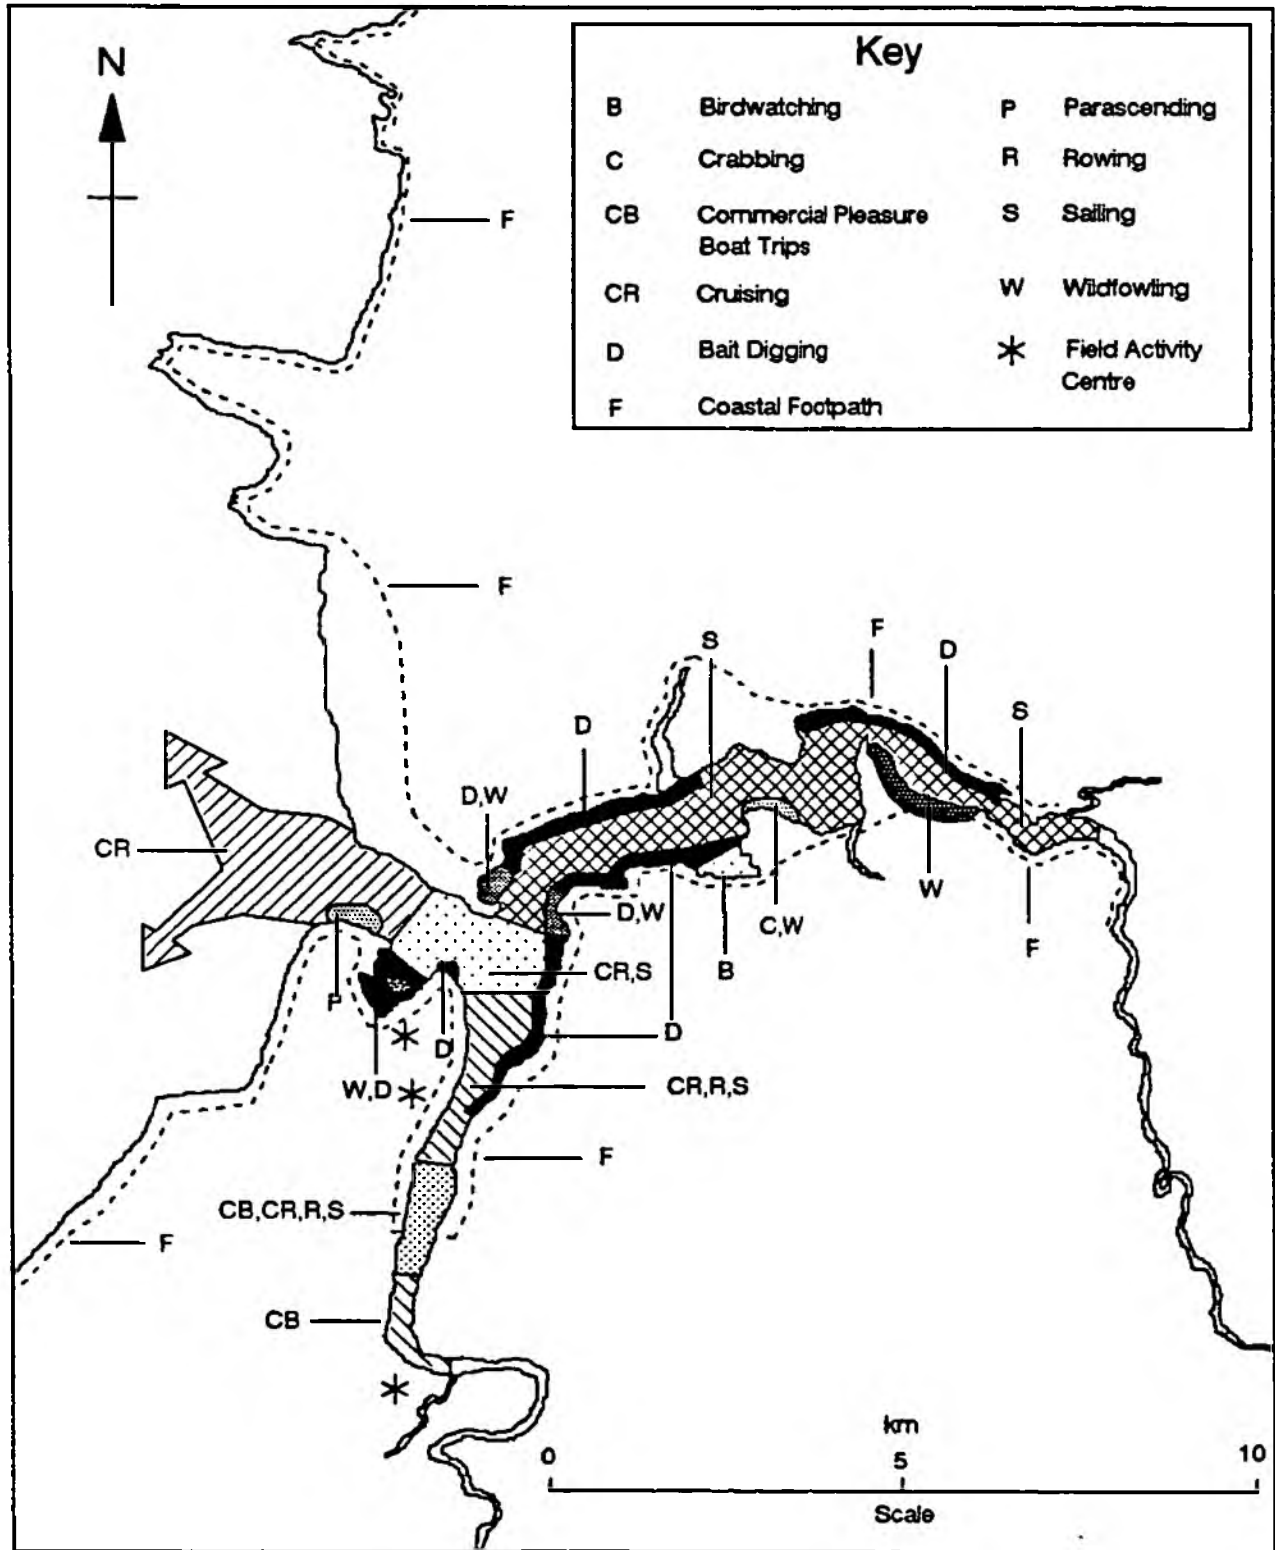 N
Key
B Birdwatching
P Parascending
C Crabbing
R Rowing
CB Commercial Pleasure
Boat Trips
S Sailing
CR Cruising
W Wildfowling
D Bait Digging
Field Activity
Centre
F Coastal Footpath
F
F
F
S
D
D
S
D,W
CR
W
D,W
C,W
F
B
CR,S
P
D
D
W,D
CR,R,S
F
CB,CR,R,S
F
CB
km
0 5 10
Scale